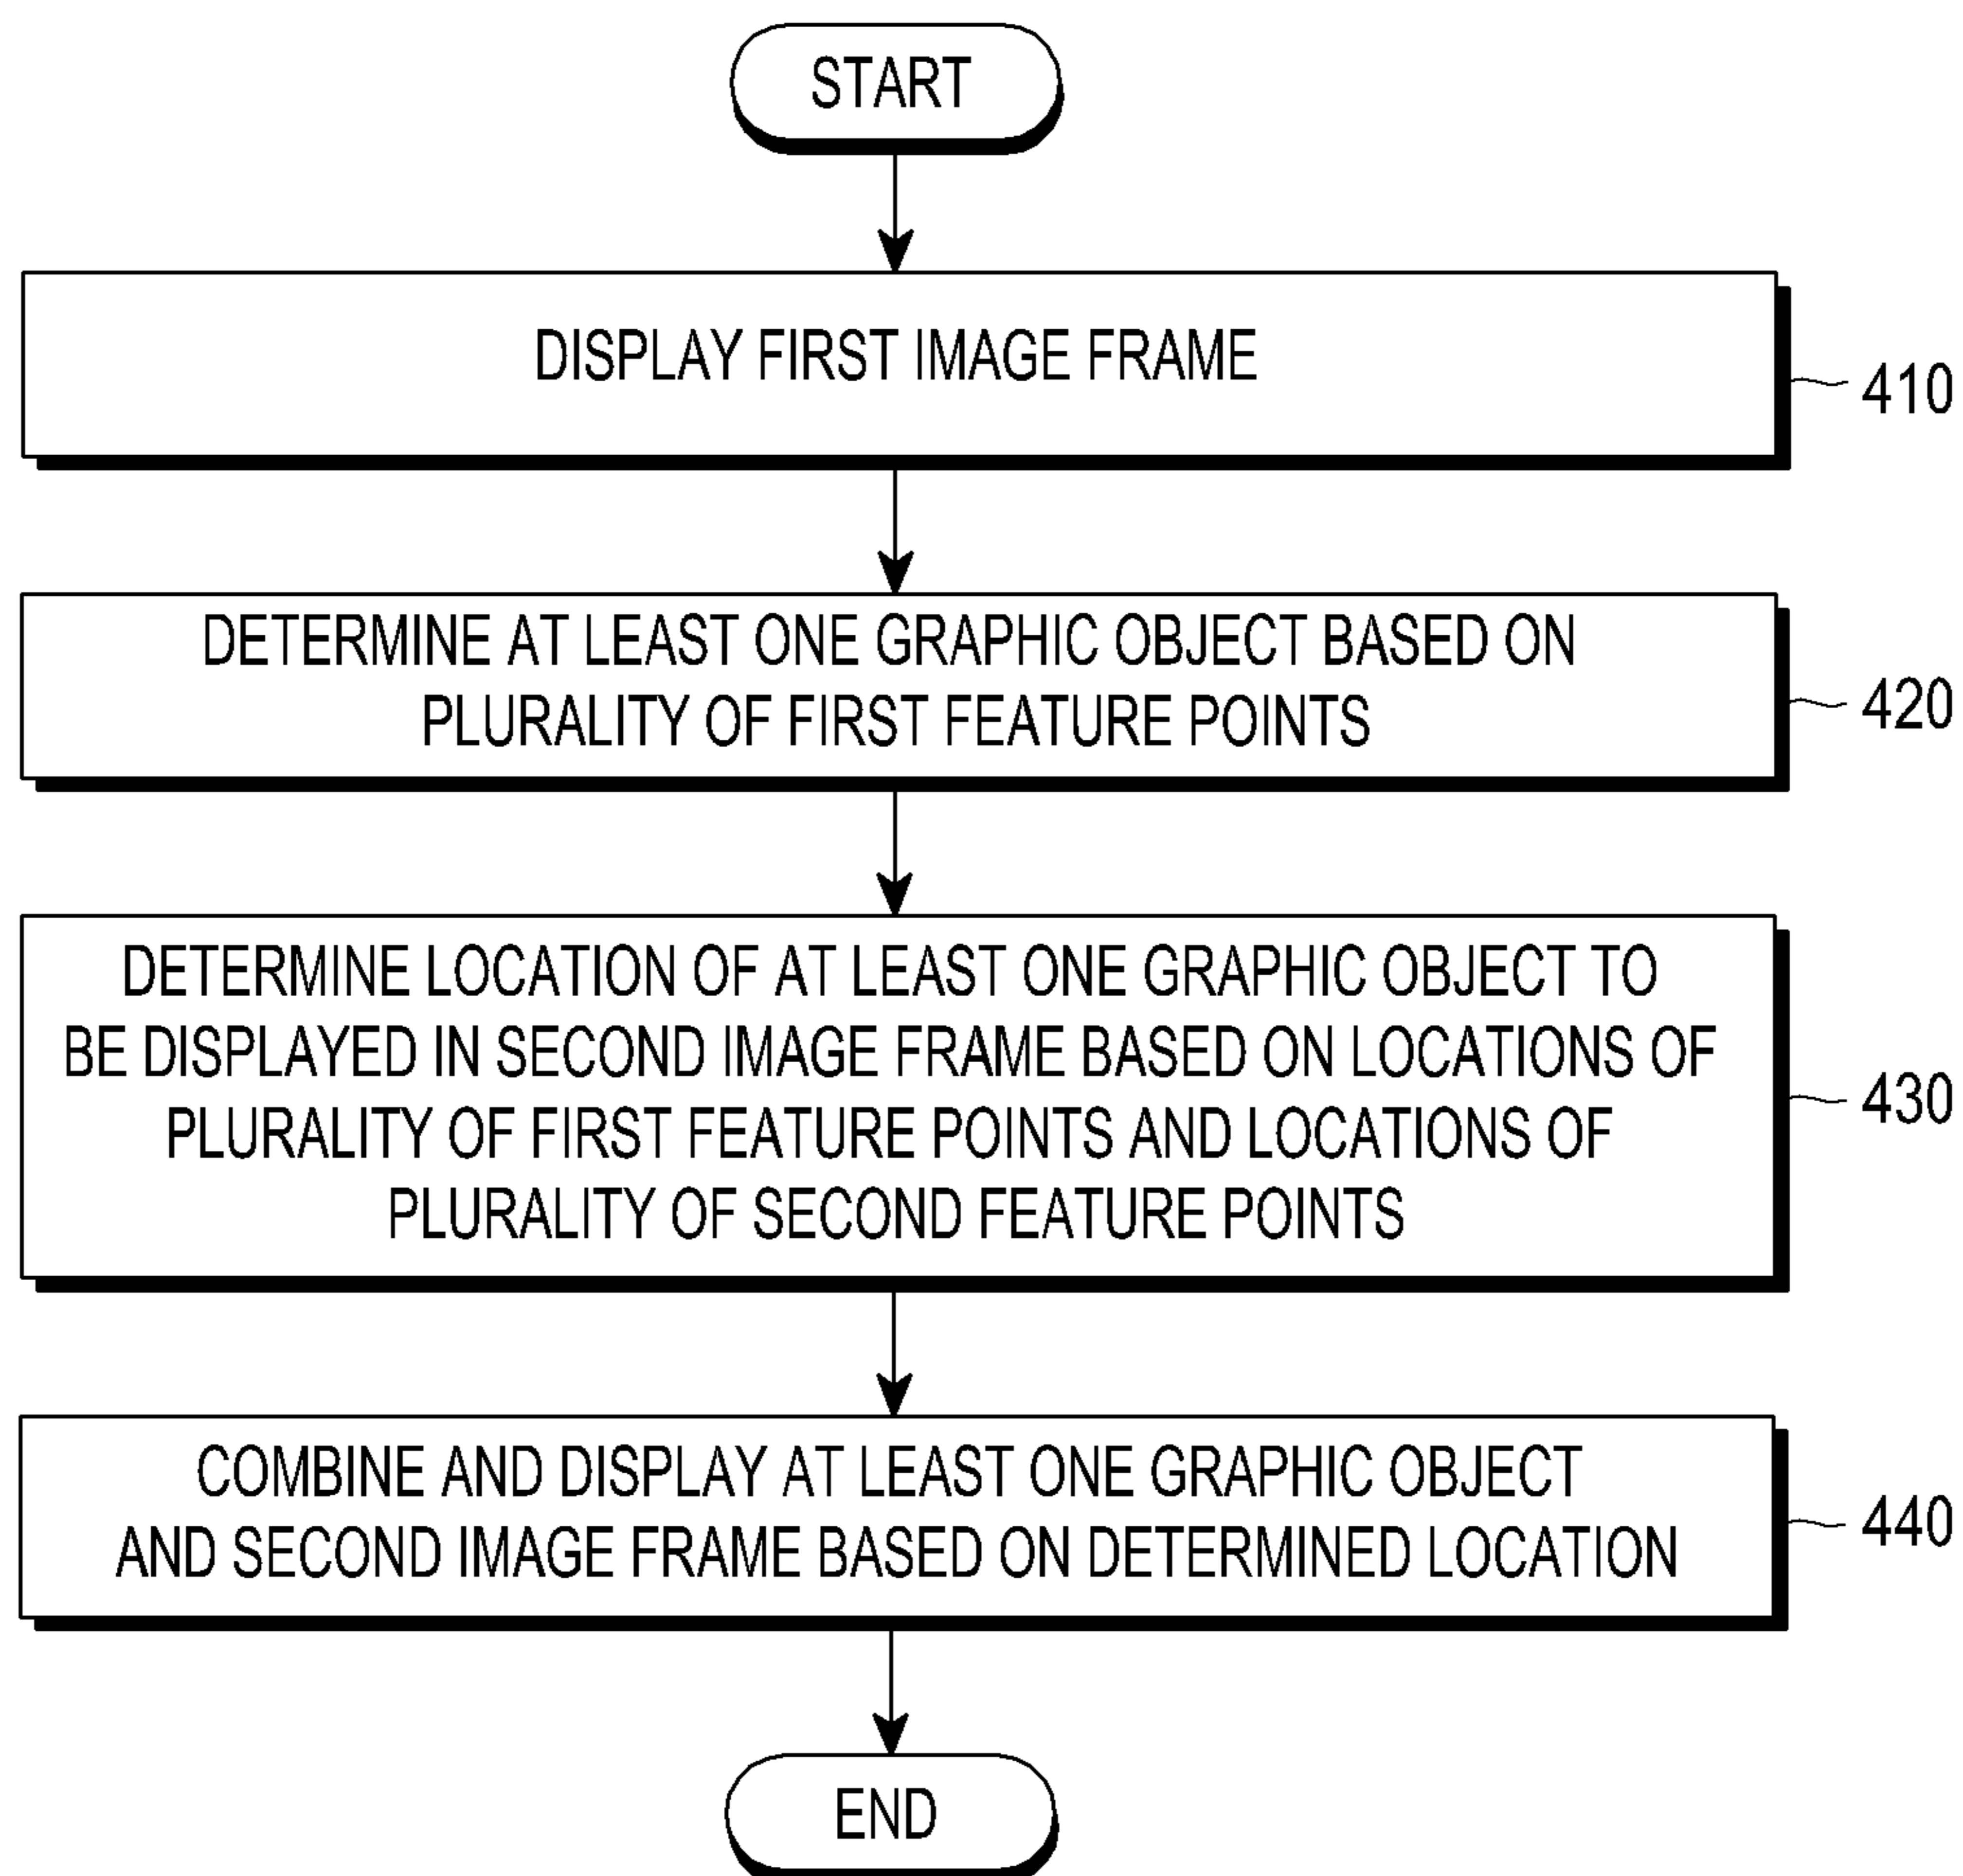 START
DISPLAY FIRST IMAGE FRAME
410
DETERMINE AT LEAST ONE GRAPHIC OBJECT BASED ON
PLURALITY OF FIRST FEATURE POINTS
420
DETERMINE LOCATION OF AT LEAST ONE GRAPHIC OBJECT TO
BE DISPLAYED IN SECOND IMAGE FRAME BASED ON LOCATIONS OF
PLURALITY OF FIRST FEATURE POINTS AND LOCATIONS OF
PLURALITY OF SECOND FEATURE POINTS
430
COMBINE AND DISPLAY AT LEAST ONE GRAPHIC OBJECT
AND SECOND IMAGE FRAME BASED ON DETERMINED LOCATION
440
END